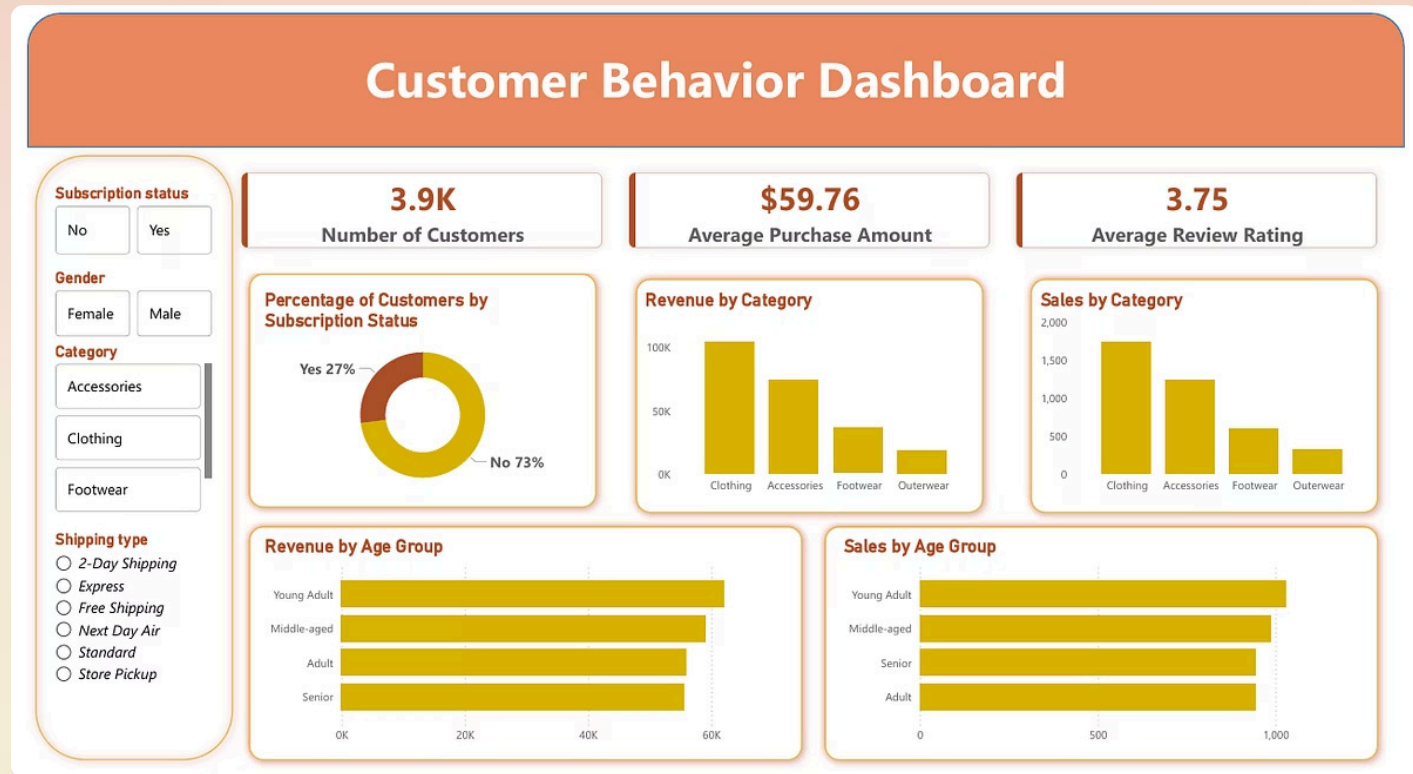 Customer Behavior Dashboard
Subscription status
No
Yes
Gender
Female
Male
Category
Accessories
Clothing
Footwear
Shipping type
2-Day Shipping
Express
Free Shipping
Next Day Air
Standard
Store Pickup
3.9K
Number of Customers
$59.76
Average Purchase Amount
3.75
Average Review Rating
Percentage of Customers by
Subscription Status
Yes 27%
No 73%
Revenue by Category
100K
50K
0K
Clothing
Accessories
Footwear
Outerwear
Sales by Category
2,000
1,500
1,000
500
0
Clothing
Accessories
Footwear
Outerwear
Revenue by Age Group
Young Adult
Middle-aged
Adult
Senior
0K
20K
40K
60K
Sales by Age Group
Young Adult
Middle-aged
Senior
Adult
0
500
1,000